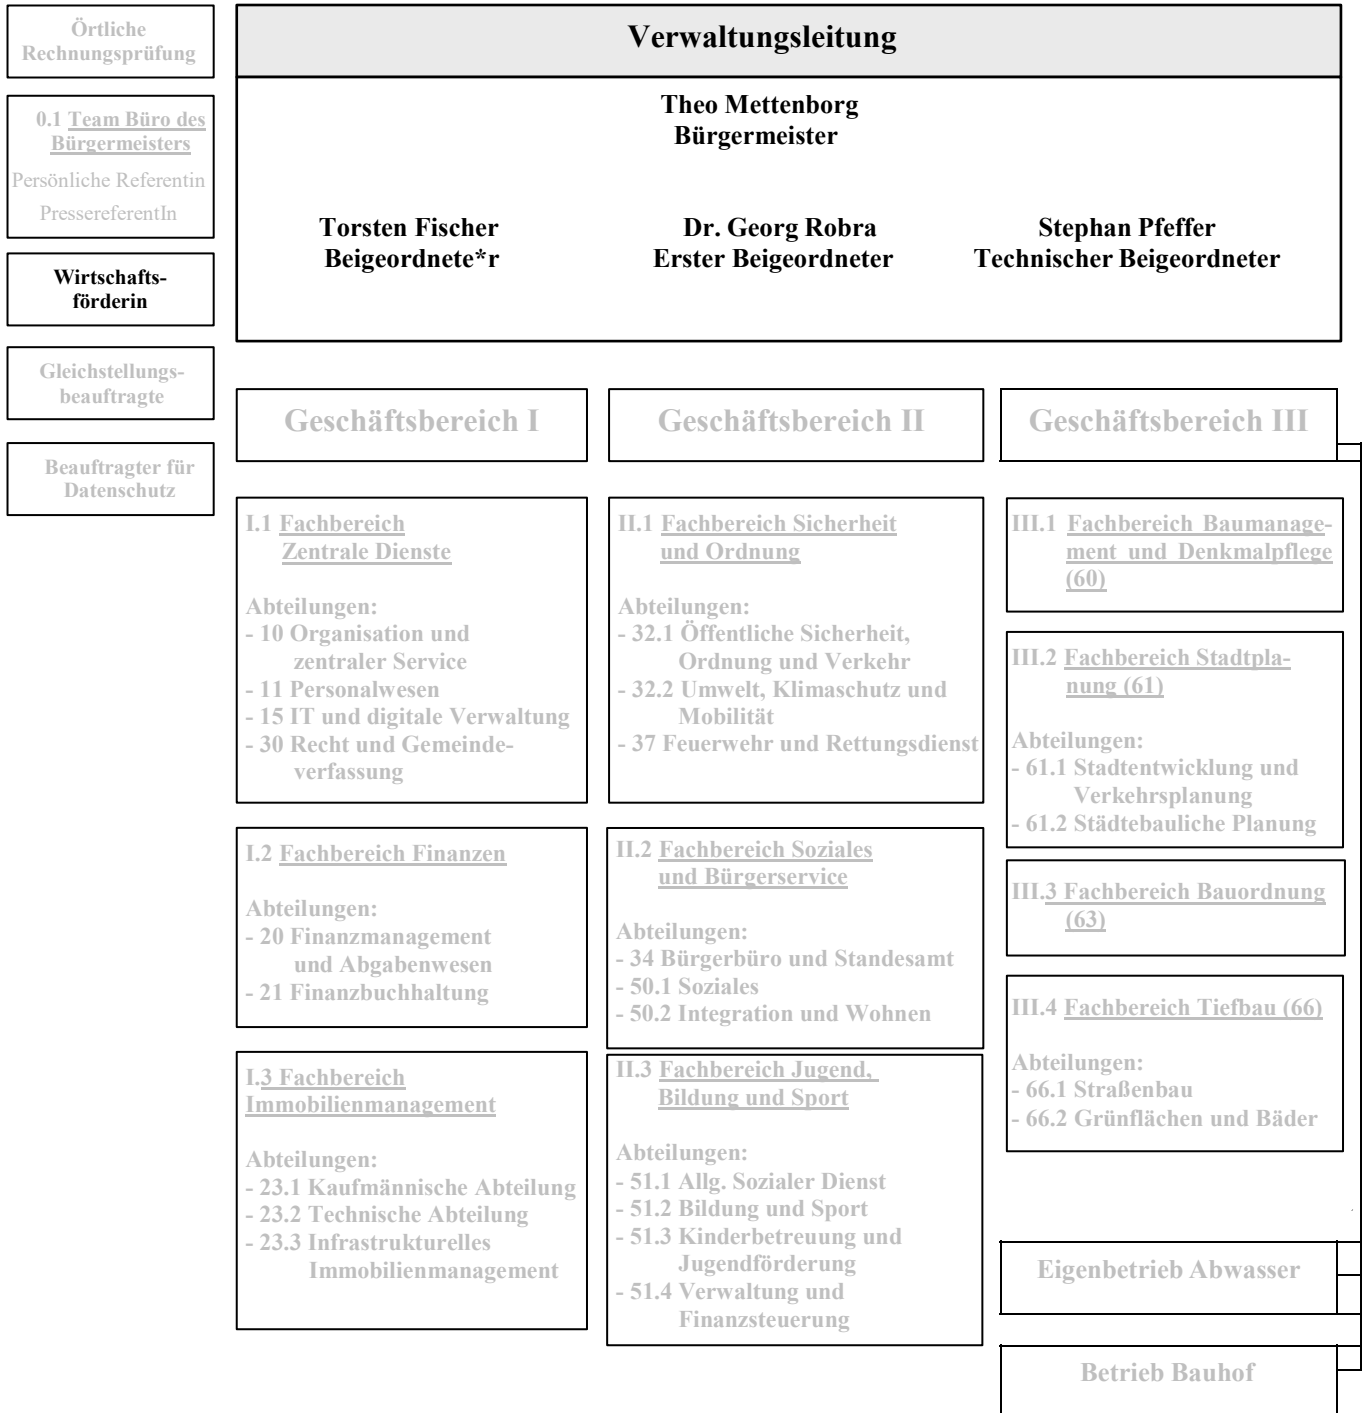 Örtliche
Rechnungsprüfung
0.1 Team Büro des
Bürgermeisters
Persönliche Referentin
PressereferentIn
Wirtschafts-
förderin
Gleichstellungs-
beauftragte
Beauftragter für
Datenschutz
Verwaltungsleitung
Theo Mettenborg
Bürgermeister
Torsten Fischer
Beigeordnete*r
Dr. Georg Robra
Erster Beigeordneter
Stephan Pfeffer
Technischer Beigeordneter
Geschäftsbereich I
I.1 Fachbereich
Zentrale Dienste
Abteilungen:
- 10 Organisation und
zentraler Service
- 11 Personalwesen
- 15 IT und digitale Verwaltung
- 30 Recht und Gemeinde-
verfassung
I.2 Fachbereich Finanzen
Abteilungen:
- 20 Finanzmanagement
und Abgabenwesen
- 21 Finanzbuchhaltung
I.3 Fachbereich
Immobilienmanagement
Abteilungen:
- 23.1 Kaufmännische Abteilung
- 23.2 Technische Abteilung
- 23.3 Infrastrukturelles
Immobilienmanagement
Geschäftsbereich II
II.1 Fachbereich Sicherheit
und Ordnung
Abteilungen:
- 32.1 Öffentliche Sicherheit,
Ordnung und Verkehr
- 32.2 Umwelt, Klimaschutz und
Mobilität
- 37 Feuerwehr und Rettungsdienst
II.2 Fachbereich Soziales
und Bürgerservice
Abteilungen:
- 34 Bürgerbüro und Standesamt
- 50.1 Soziales
- 50.2 Integration und Wohnen
II.3 Fachbereich Jugend,
Bildung und Sport
Abteilungen:
- 51.1 Allg. Sozialer Dienst
- 51.2 Bildung und Sport
- 51.3 Kinderbetreuung und
Jugendförderung
- 51.4 Verwaltung und
Finanzsteuerung
Geschäftsbereich III
III.1 Fachbereich Baumanage-
ment und Denkmalpflege
(60)
III.2 Fachbereich Stadtpla-
nung (61)
Abteilungen:
- 61.1 Stadtentwicklung und
Verkehrsplanung
- 61.2 Städtebauliche Planung
III.3 Fachbereich Bauordnung
(63)
III.4 Fachbereich Tiefbau (66)
Abteilungen:
- 66.1 Straßenbau
- 66.2 Grünflächen und Bäder
Eigenbetrieb Abwasser
Betrieb Bauhof